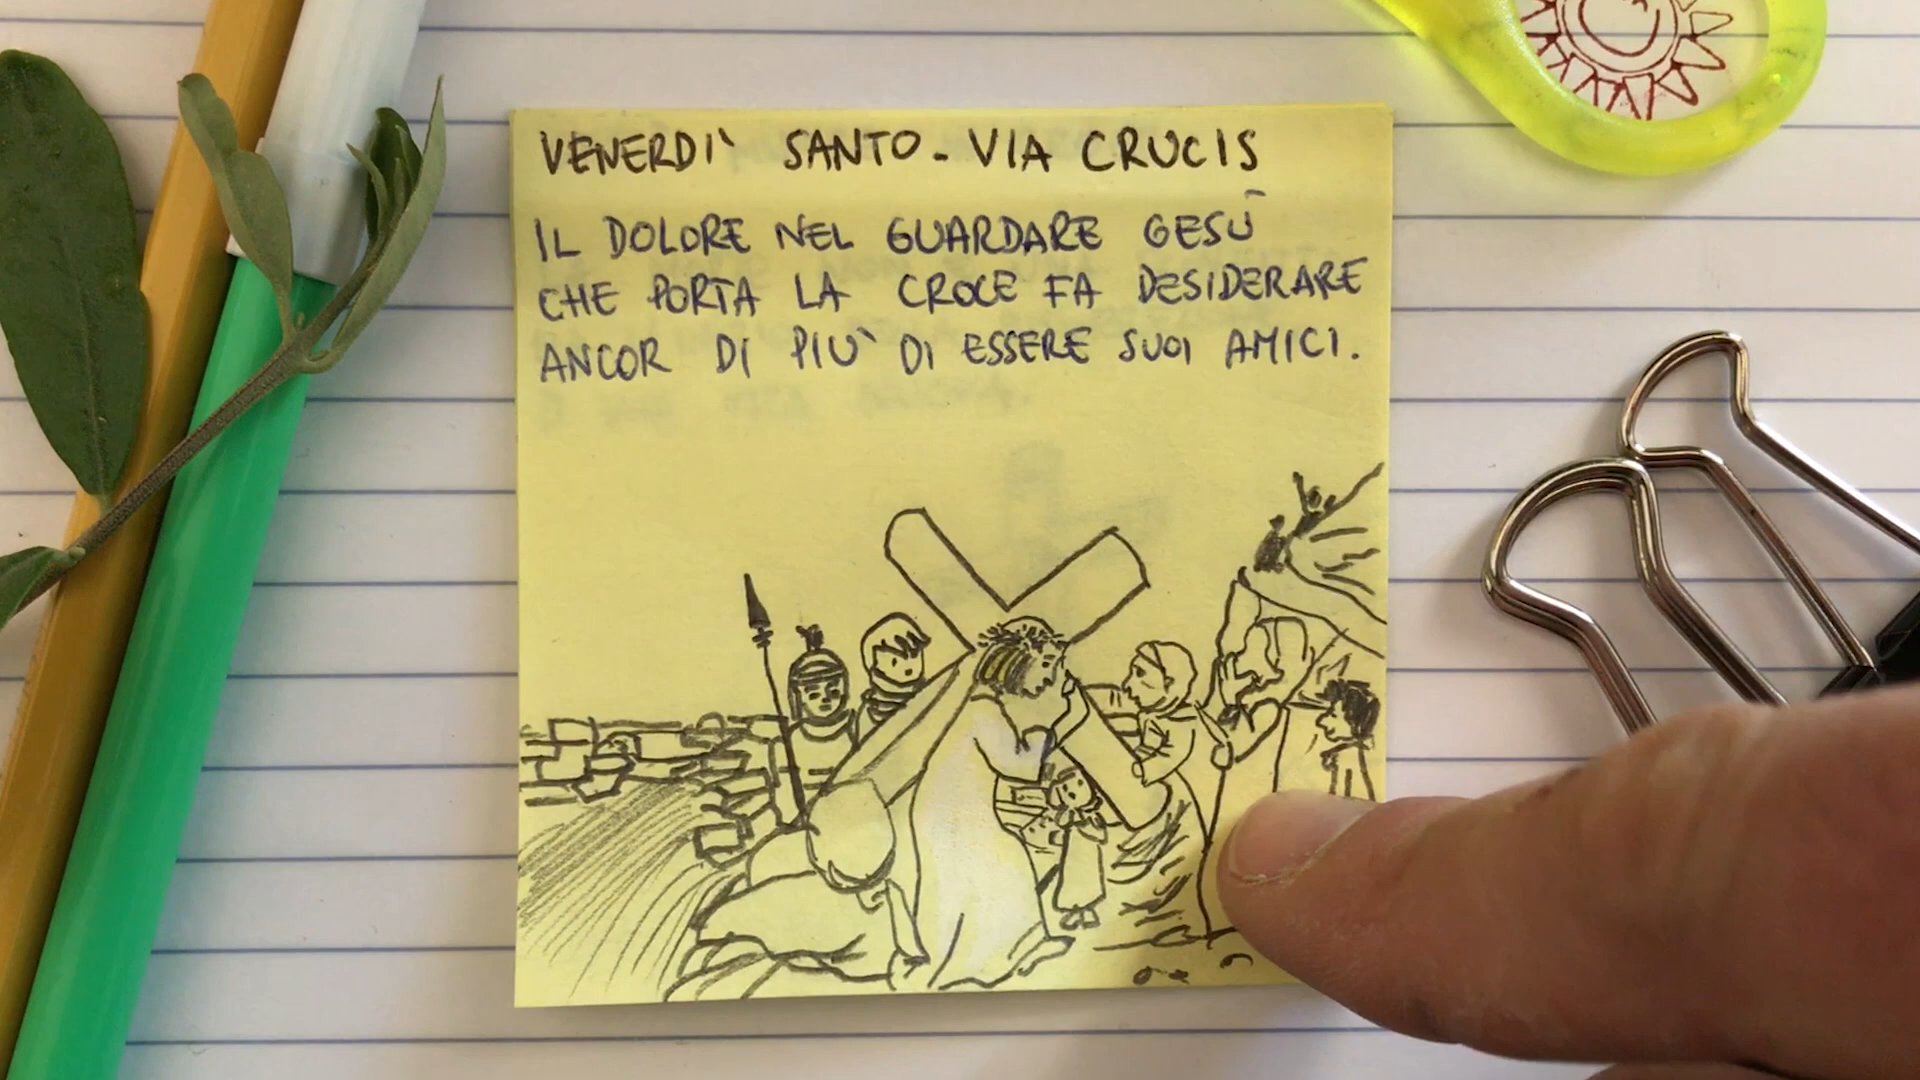 VENERDI' SANTO - VIA CRUCIS
IL DOLORE NEL GUARDARE GESÙ
CHE PORTA LA CROCE FA DESIDERARE
ANCOR DI PIU' DI ESSERE SUOI AMICI.